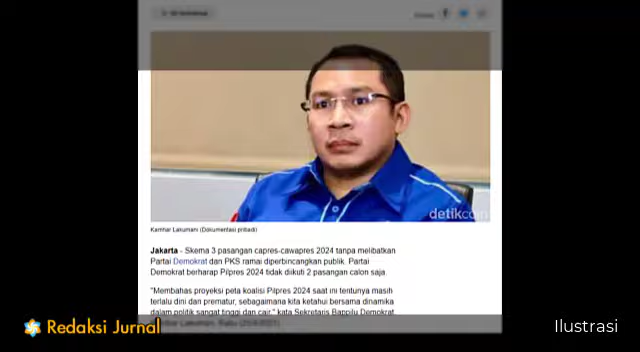 detikcom
Kamhar Lakumani (Dokumentasi pribadi)
Jakarta - Skema 3 pasangan capres-cawapres 2024 tanpa melibatkan
Partai Demokrat dan PKS ramai diperbincangkan publik. Partai
Demokrat berharap Pilpres 2024 tidak diikuti 2 pasangan calon saja.
"Membahas proyeksi peta koalisi Pilpres 2024 saat ini tentunya masih
terlalu dini dan prematur, sebagaimana kita ketahui bersama dinamika
dalam politik sangat tinggi dan cair," kata Sekretaris Bappilu Demokrat,
Kamhar Lakumani, Rabu
Redaksi Jurnal
Ilustrasi